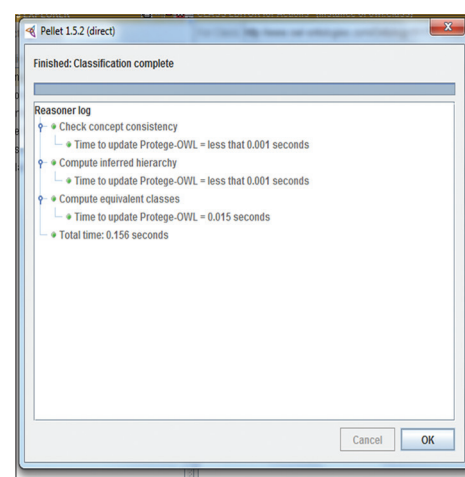 Pellet 1.5.2 (direct)
Finished: Classification complete
Reasoner log
Check concept consistency
Time to update Protege-OWL = less that 0.001 seconds
Compute inferred hierarchy
Time to update Protege-OWL = less that 0.001 seconds
Compute equivalent classes
Time to update Protege-OWL = 0.015 seconds
Total time: 0.156 seconds
Cancel
OK